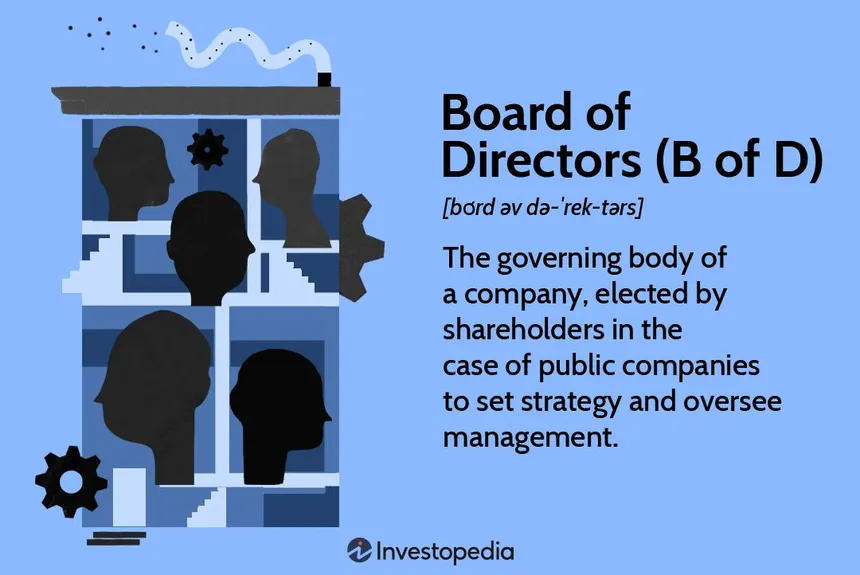 Board of
Directors (B of D)
[bʊrd əv də-ˈrek-tərs]
The governing body of
a company, elected by
shareholders in the
case of public companies
to set strategy and oversee
management.
Investopedia